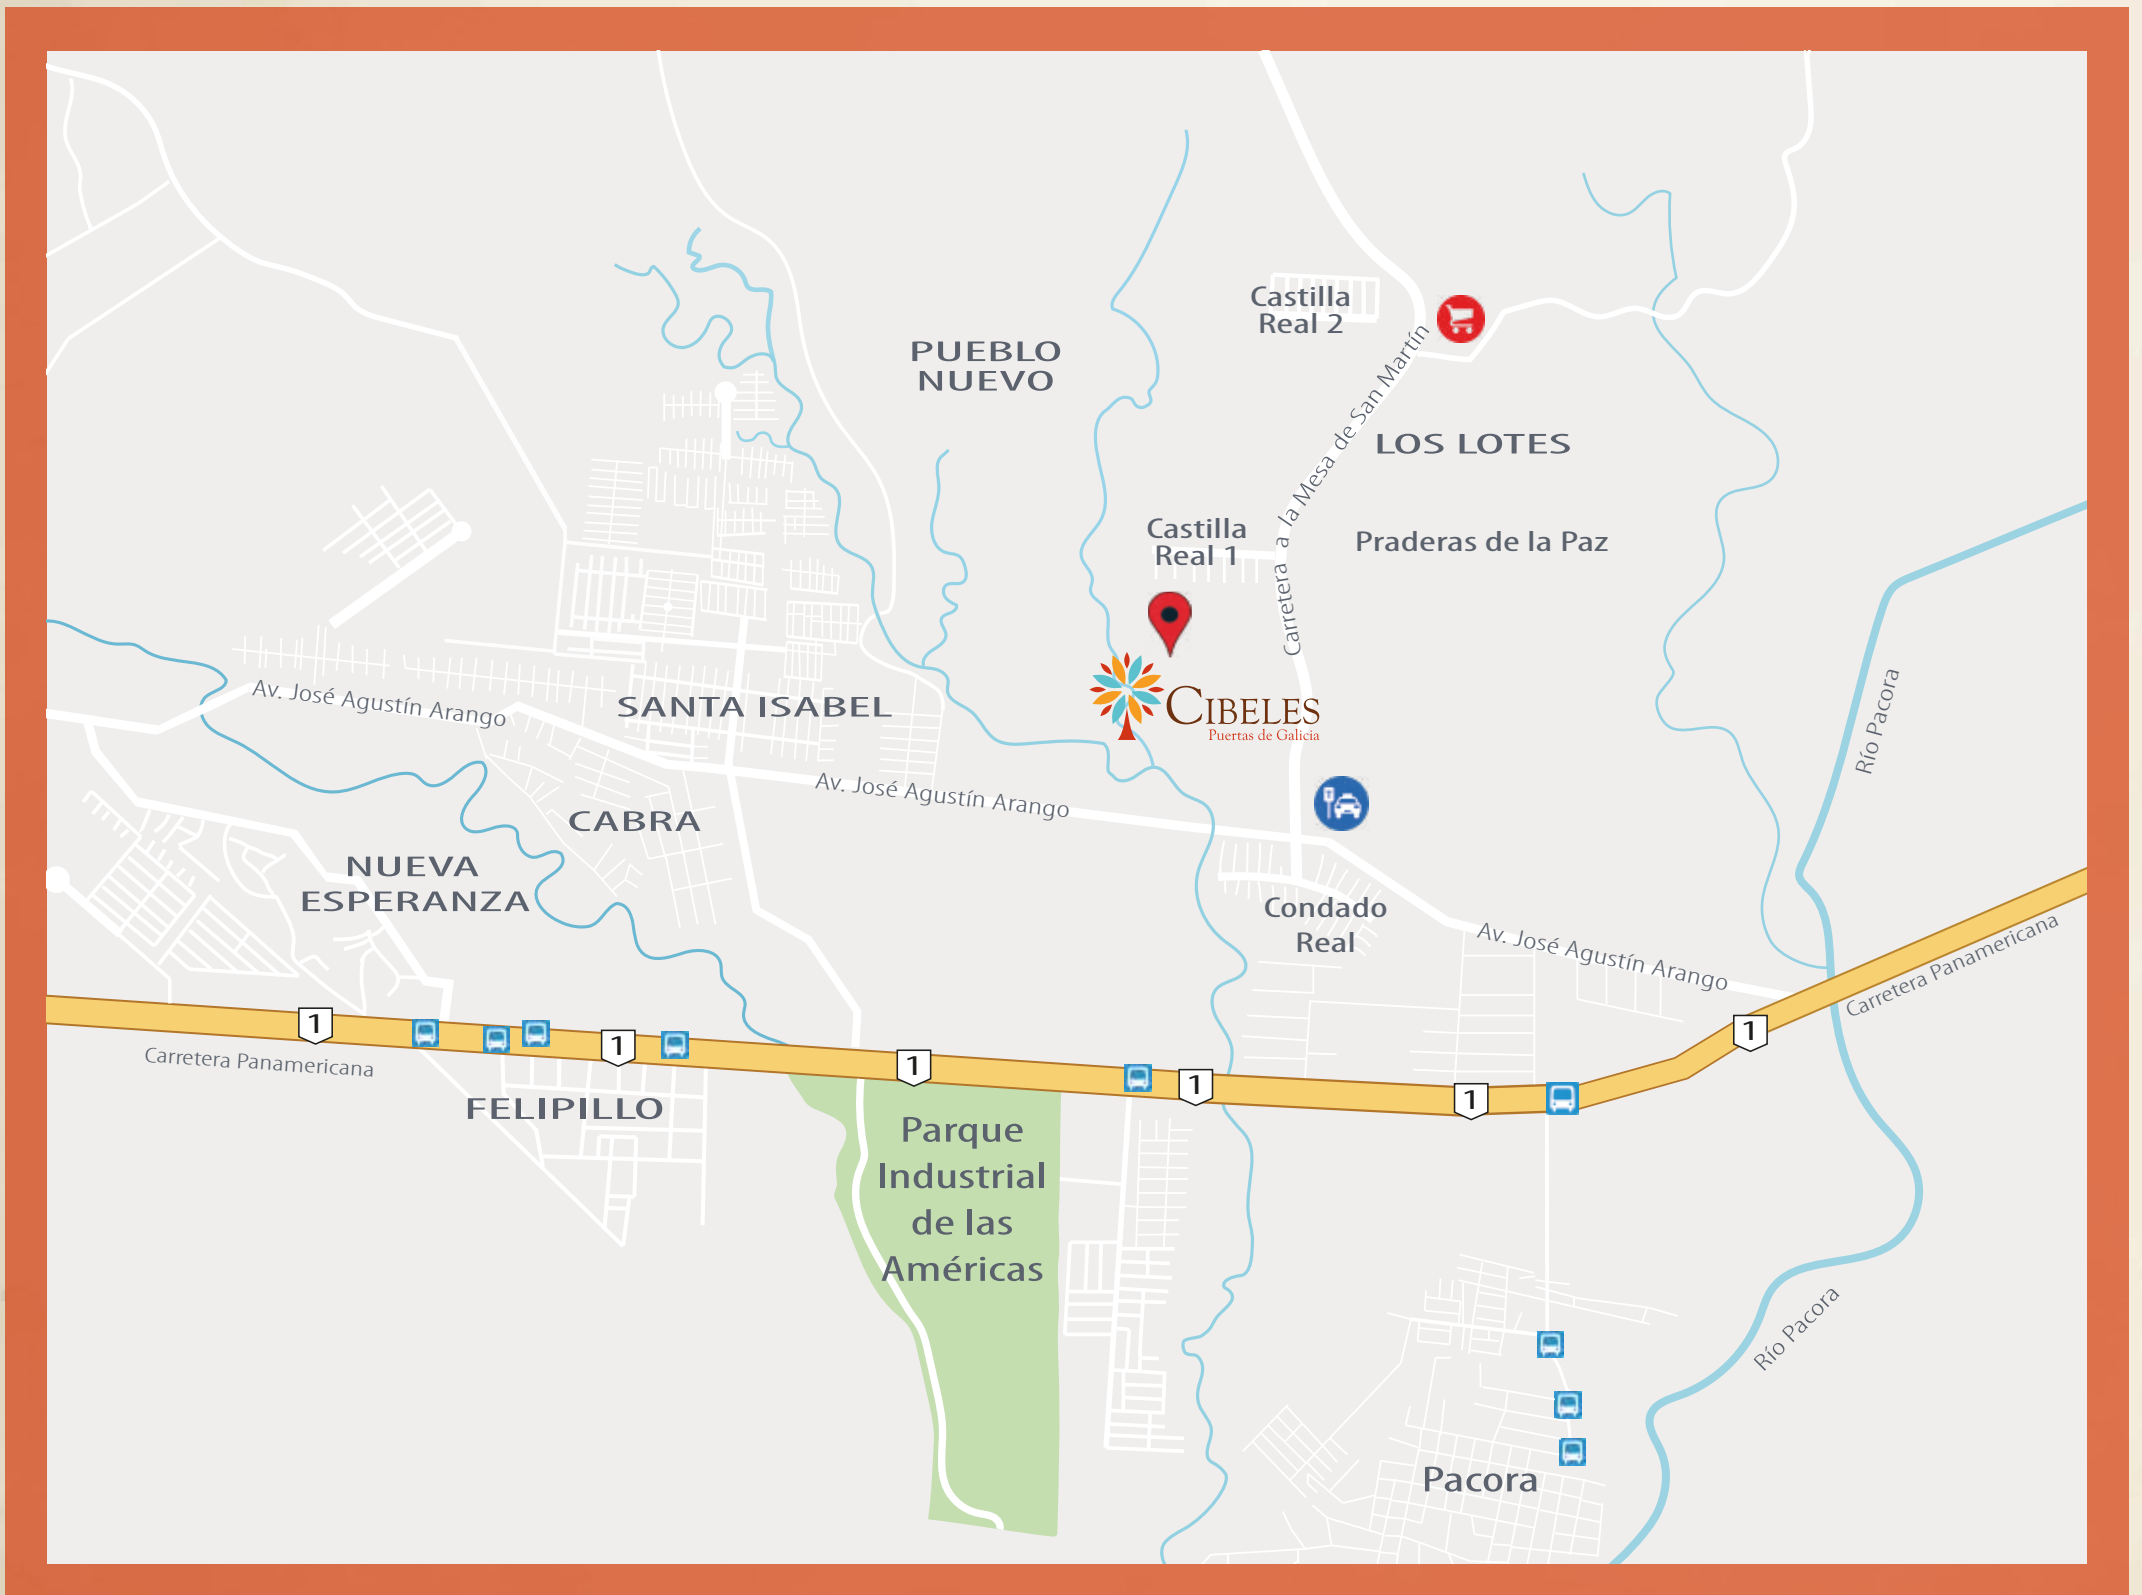 Castilla
Real 2
PUEBLO
NUEVO
Carretera a la Mesa de San Martín
LOS LOTES
Castilla
Real 1
Praderas de la Paz
CIBELES
Puertas de Galicia
Río Pacora
Av. José Agustín Arango
SANTA ISABEL
Av. José Agustín Arango
CABRA
NUEVA
ESPERANZA
Condado
Real
Av. José Agustín Arango
Carretera Panamericana
1
1
1
1
1
1
Carretera Panamericana
FELIPILLO
Parque
Industrial
de las
Américas
Río Pacora
Pacora